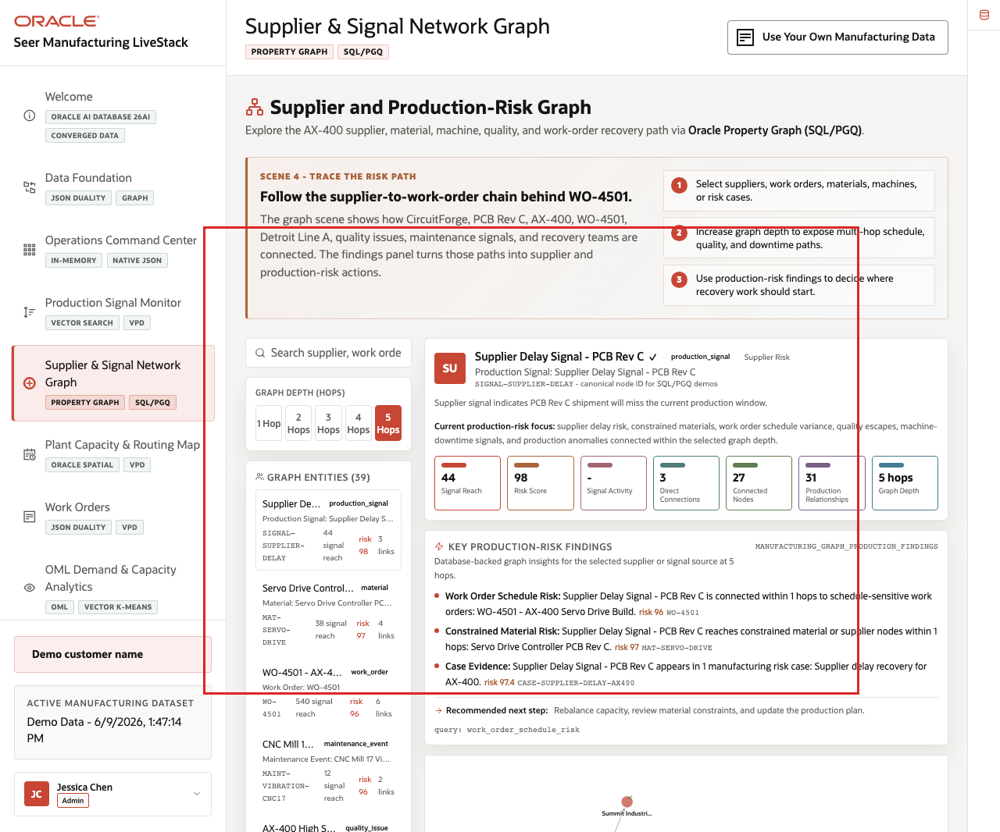 ORACLE
Seer Manufacturing LiveStack
Welcome
ORACLE AI DATABASE 26AI
CONVERGED DATA
Data Foundation
JSON DUALITY GRAPH
Operations Command Center
IN-MEMORY NATIVE JSON
Production Signal Monitor
VECTOR SEARCH VPD
Supplier & Signal Network
Graph
PROPERTY GRAPH SQL/PGQ
Plant Capacity & Routing Map
ORACLE SPATIAL VPD
Work Orders
JSON DUALITY VPD
OML Demand & Capacity
Analytics
OML VECTOR K-MEANS
Demo customer name
ACTIVE MANUFACTURING DATASET
Demo Data - 6/9/2026, 1:47:14
PM
JC
Jessica Chen
Admin
Supplier & Signal Network Graph
PROPERTY GRAPH SQL/PGQ
Use Your Own Manufacturing Data
Supplier and Production-Risk Graph
Explore the AX-400 supplier, material, machine, quality, and work-order recovery path via Oracle Property Graph (SQL/PGQ).
SCENE 4 - TRACE THE RISK PATH
Follow the supplier-to-work-order chain behind WO-4501.
The graph scene shows how CircuitForge, PCB Rev C, AX-400, WO-4501,
Detroit Line A, quality issues, maintenance signals, and recovery teams are
connected. The findings panel turns those paths into supplier and
production-risk actions.
1 Select suppliers, work orders, materials, machines,
or risk cases.
2 Increase graph depth to expose multi-hop schedule,
quality, and downtime paths.
3 Use production-risk findings to decide where
recovery work should start.
Search supplier, work orde
GRAPH DEPTH (HOPS)
1 Hop
2 Hops
3 Hops
4 Hops
5 Hops
GRAPH ENTITIES (39)
Supplier De... production_signal
Production Signal: Supplier Delay S...
SIGNAL-SUPPLIER-DELAY 44 signal reach risk 98 3 links
Servo Drive Control... material
Material: Servo Drive Controller PC...
MAT-SERVO-DRIVE 38 signal reach risk 97 4 links
WO-4501 - AX-4... work_order
Work Order: WO-4501
WO-4501 540 signal reach risk 96 6 links
CNC Mill 1... maintenance_event
Maintenance Event: CNC Mill 17 Vi...
MAINT-VIBRATION-CNC17 12 signal reach risk 96 2 links
AX-400 High S... quality_issue
SU
Supplier Delay Signal - PCB Rev C ✓ production_signal Supplier Risk
Production Signal: Supplier Delay Signal - PCB Rev C
SIGNAL-SUPPLIER-DELAY - canonical node ID for SQL/PGQ demos
Supplier signal indicates PCB Rev C shipment will miss the current production window.
Current production-risk focus: supplier delay risk, constrained materials, work order schedule variance, quality escapes, machine-
downtime signals, and production anomalies connected within the selected graph depth.
44 Signal Reach
98 Risk Score
- Signal Activity
3 Direct Connections
27 Connected Nodes
31 Production Relationships
5 hops Graph Depth
KEY PRODUCTION-RISK FINDINGS MANUFACTURING_GRAPH_PRODUCTION_FINDINGS
Database-backed graph insights for the selected supplier or signal source at 5
hops.
Work Order Schedule Risk: Supplier Delay Signal - PCB Rev C is connected within 1 hops to schedule-sensitive work
orders: WO-4501 - AX-400 Servo Drive Build. risk 96 WO-4501
Constrained Material Risk: Supplier Delay Signal - PCB Rev C reaches constrained material or supplier nodes within 1
hops: Servo Drive Controller PCB Rev C. risk 97 MAT-SERVO-DRIVE
Case Evidence: Supplier Delay Signal - PCB Rev C appears in 1 manufacturing risk case: Supplier delay recovery for
AX-400. risk 97.4 CASE-SUPPLIER-DELAY-AX400
→ Recommended next step: Rebalance capacity, review material constraints, and update the production plan.
query: work_order_schedule_risk
Summit Industri...